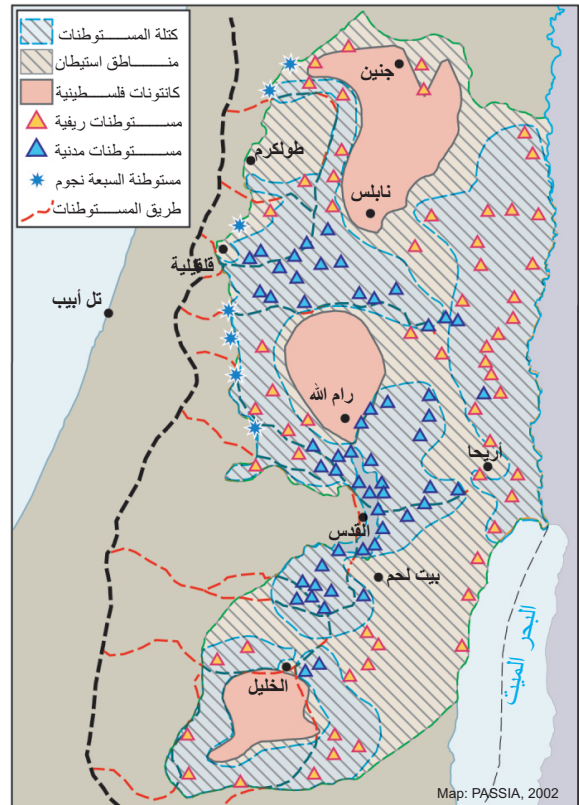 كتلة المستوطنات
مناطق استيطان
كانتونات فلسطينية
مستوطنات ريفية
مستوطنات مدنية
مستوطنة السبعة نجوم
طريق المستوطنات
جنين
طولكرم
نابلس
قلقيلية
تل أبيب
رام الله
أريحا
القدس
بيت لحم
البحر الميت
الخليل
Map: PASSIA, 2002